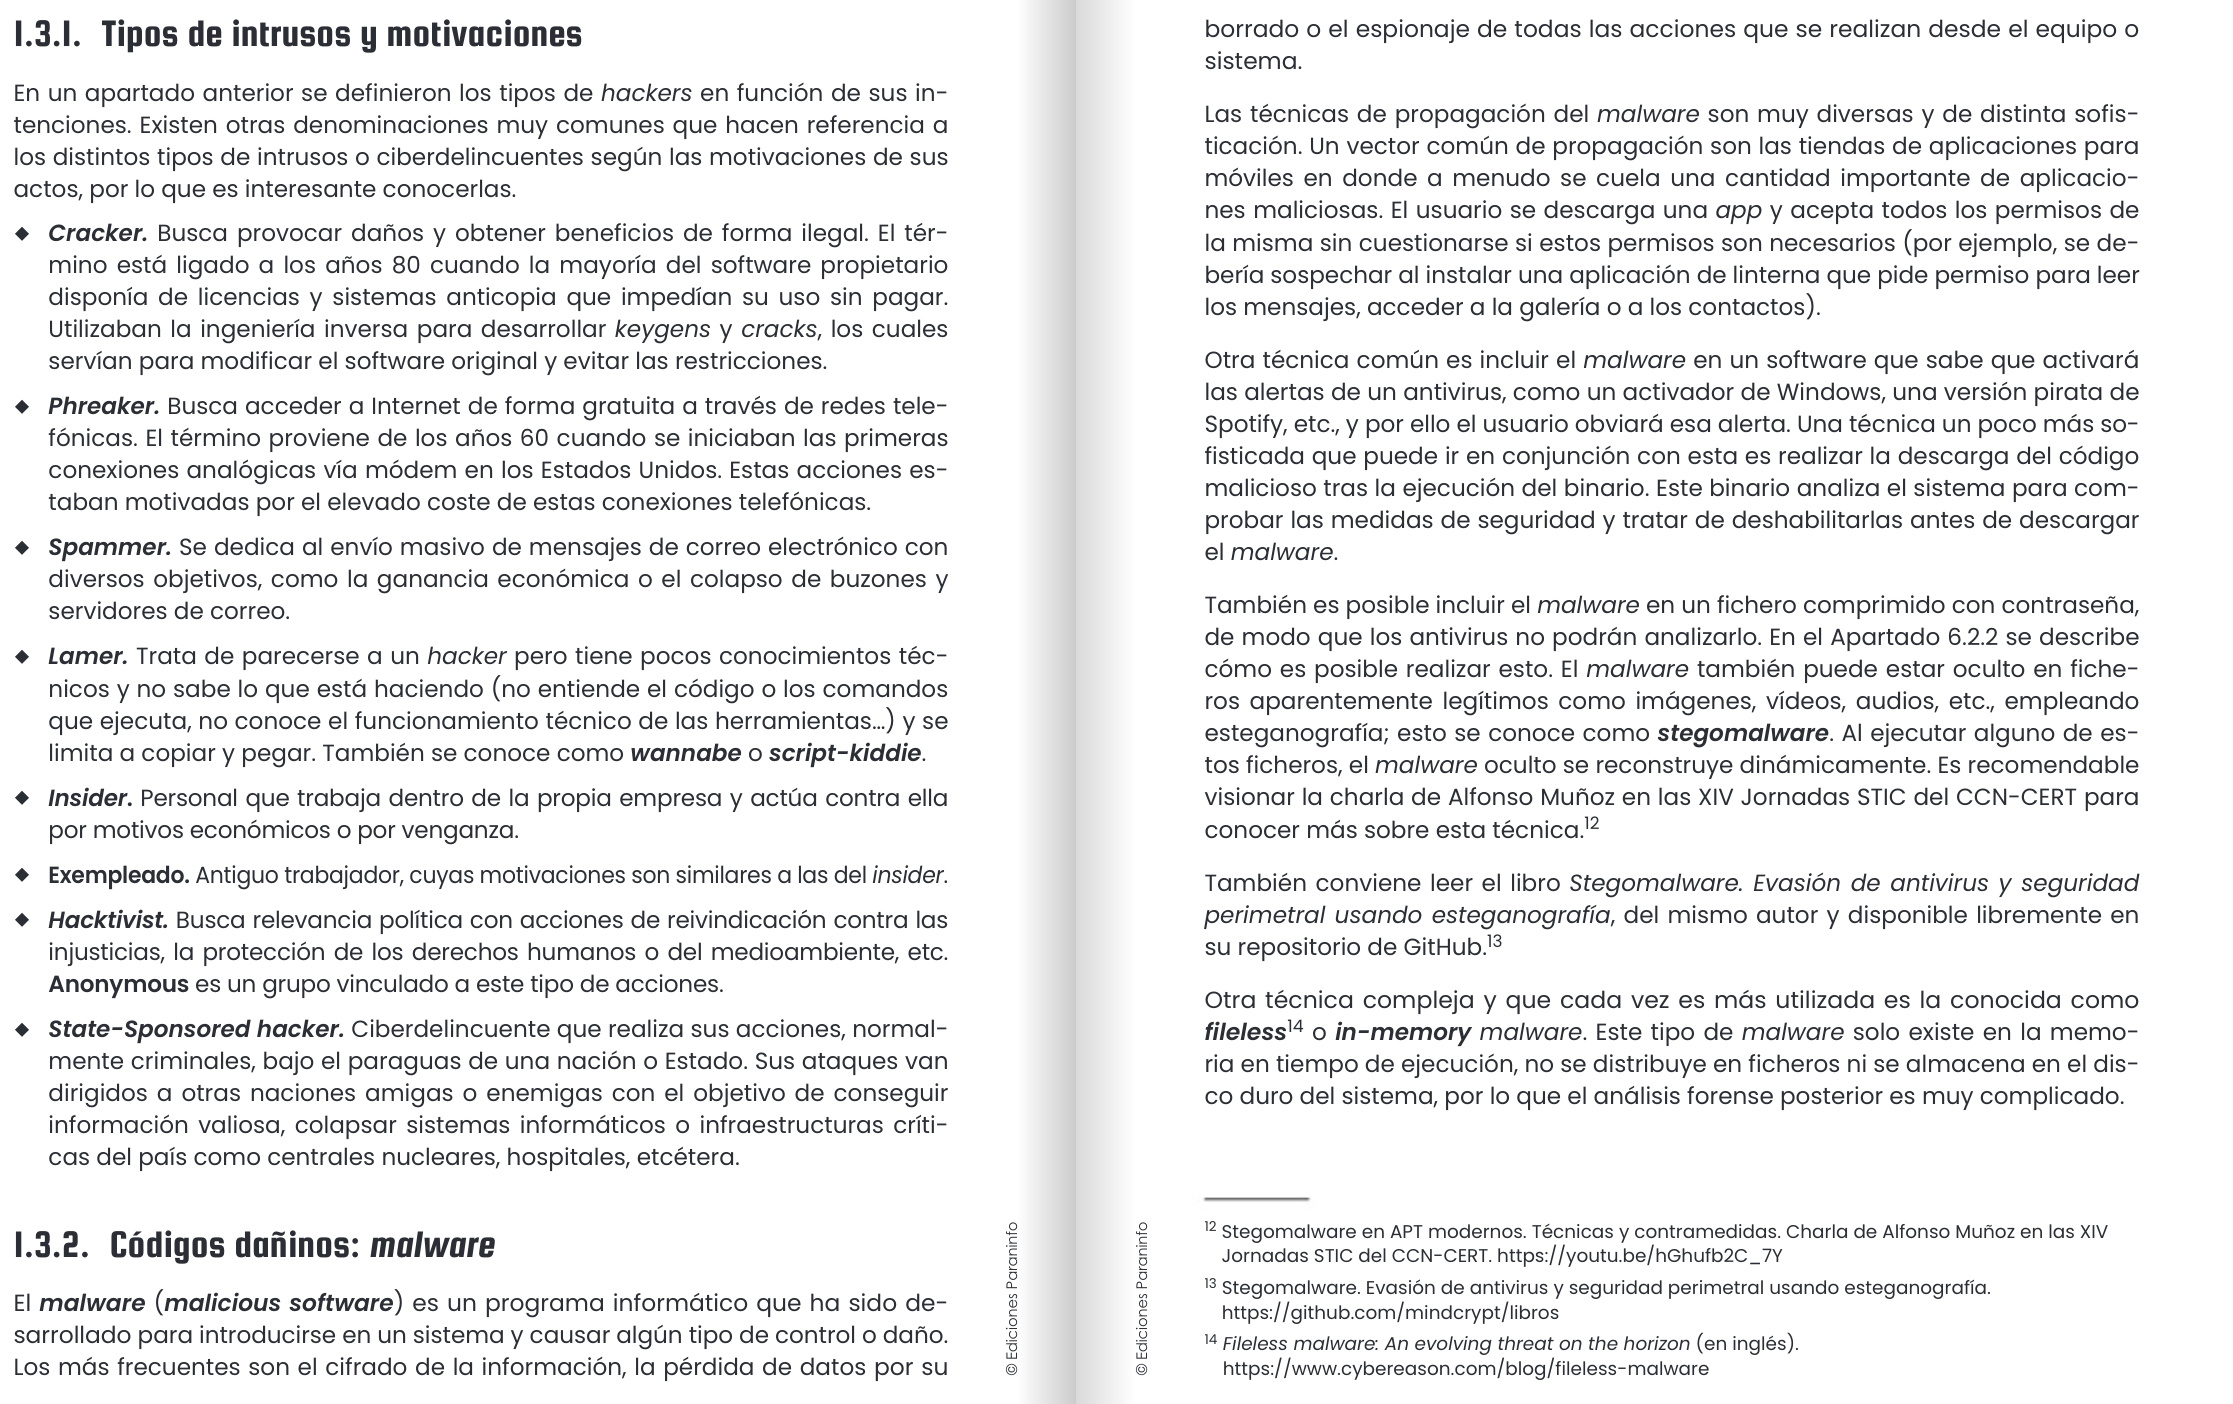 1.3.1. Tipos de intrusos y motivaciones
En un apartado anterior se definieron los tipos de hackers en función de sus in-
tenciones. Existen otras denominaciones muy comunes que hacen referencia a
los distintos tipos de intrusos o ciberdelincuentes según las motivaciones de sus
actos, por lo que es interesante conocerlas.
◆ Cracker. Busca provocar daños y obtener beneficios de forma ilegal. El tér-
mino está ligado a los años 80 cuando la mayoría del software propietario
disponía de licencias y sistemas anticopia que impedían su uso sin pagar.
Utilizaban la ingeniería inversa para desarrollar keygens y cracks, los cuales
servían para modificar el software original y evitar las restricciones.
◆ Phreaker. Busca acceder a Internet de forma gratuita a través de redes tele-
fónicas. El término proviene de los años 60 cuando se iniciaban las primeras
conexiones analógicas vía módem en los Estados Unidos. Estas acciones es-
taban motivadas por el elevado coste de estas conexiones telefónicas.
◆ Spammer. Se dedica al envío masivo de mensajes de correo electrónico con
diversos objetivos, como la ganancia económica o el colapso de buzones y
servidores de correo.
◆ Lamer. Trata de parecerse a un hacker pero tiene pocos conocimientos téc-
nicos y no sabe lo que está haciendo (no entiende el código o los comandos
que ejecuta, no conoce el funcionamiento técnico de las herramientas…) y se
limita a copiar y pegar. También se conoce como wannabe o script-kiddie.
◆ Insider. Personal que trabaja dentro de la propia empresa y actúa contra ella
por motivos económicos o por venganza.
◆ Exempleado. Antiguo trabajador, cuyas motivaciones son similares a las del insider.
◆ Hacktivist. Busca relevancia política con acciones de reivindicación contra las
injusticias, la protección de los derechos humanos o del medioambiente, etc.
Anonymous es un grupo vinculado a este tipo de acciones.
◆ State-Sponsored hacker. Ciberdelincuente que realiza sus acciones, normal-
mente criminales, bajo el paraguas de una nación o Estado. Sus ataques van
dirigidos a otras naciones amigas o enemigas con el objetivo de conseguir
información valiosa, colapsar sistemas informáticos o infraestructuras críti-
cas del país como centrales nucleares, hospitales, etcétera.
1.3.2. Códigos dañinos: malware
El malware (malicious software) es un programa informático que ha sido de-
sarrollado para introducirse en un sistema y causar algún tipo de control o daño.
Los más frecuentes son el cifrado de la información, la pérdida de datos por su
© Ediciones Paraninfo
borrado o el espionaje de todas las acciones que se realizan desde el equipo o
sistema.
Las técnicas de propagación del malware son muy diversas y de distinta sofis-
ticación. Un vector común de propagación son las tiendas de aplicaciones para
móviles en donde a menudo se cuela una cantidad importante de aplicacio-
nes maliciosas. El usuario se descarga una app y acepta todos los permisos de
la misma sin cuestionarse si estos permisos son necesarios (por ejemplo, se de-
bería sospechar al instalar una aplicación de linterna que pide permiso para leer
los mensajes, acceder a la galería o a los contactos).
Otra técnica común es incluir el malware en un software que sabe que activará
las alertas de un antivirus, como un activador de Windows, una versión pirata de
Spotify, etc., y por ello el usuario obviará esa alerta. Una técnica un poco más so-
fisticada que puede ir en conjunción con esta es realizar la descarga del código
malicioso tras la ejecución del binario. Este binario analiza el sistema para com-
probar las medidas de seguridad y tratar de deshabilitarlas antes de descargar
el malware.
También es posible incluir el malware en un fichero comprimido con contraseña,
de modo que los antivirus no podrán analizarlo. En el Apartado 6.2.2 se describe
cómo es posible realizar esto. El malware también puede estar oculto en fiche-
ros aparentemente legítimos como imágenes, vídeos, audios, etc., empleando
esteganografía; esto se conoce como stegomalware. Al ejecutar alguno de es-
tos ficheros, el malware oculto se reconstruye dinámicamente. Es recomendable
visionar la charla de Alfonso Muñoz en las XIV Jornadas STIC del CCN-CERT para
conocer más sobre esta técnica.12
También conviene leer el libro Stegomalware. Evasión de antivirus y seguridad
perimetral usando esteganografía, del mismo autor y disponible libremente en
su repositorio de GitHub.13
Otra técnica compleja y que cada vez es más utilizada es la conocida como
fileless14 o in-memory malware. Este tipo de malware solo existe en la memo-
ria en tiempo de ejecución, no se distribuye en ficheros ni se almacena en el dis-
co duro del sistema, por lo que el análisis forense posterior es muy complicado.
12 Stegomalware en APT modernos. Técnicas y contramedidas. Charla de Alfonso Muñoz en las XIV
Jornadas STIC del CCN-CERT. https://youtu.be/hGhufb2C_7Y
13 Stegomalware. Evasión de antivirus y seguridad perimetral usando esteganografía.
https://github.com/mindcrypt/libros
14 Fileless malware: An evolving threat on the horizon (en inglés).
https://www.cybereason.com/blog/fileless-malware
© Ediciones Paraninfo